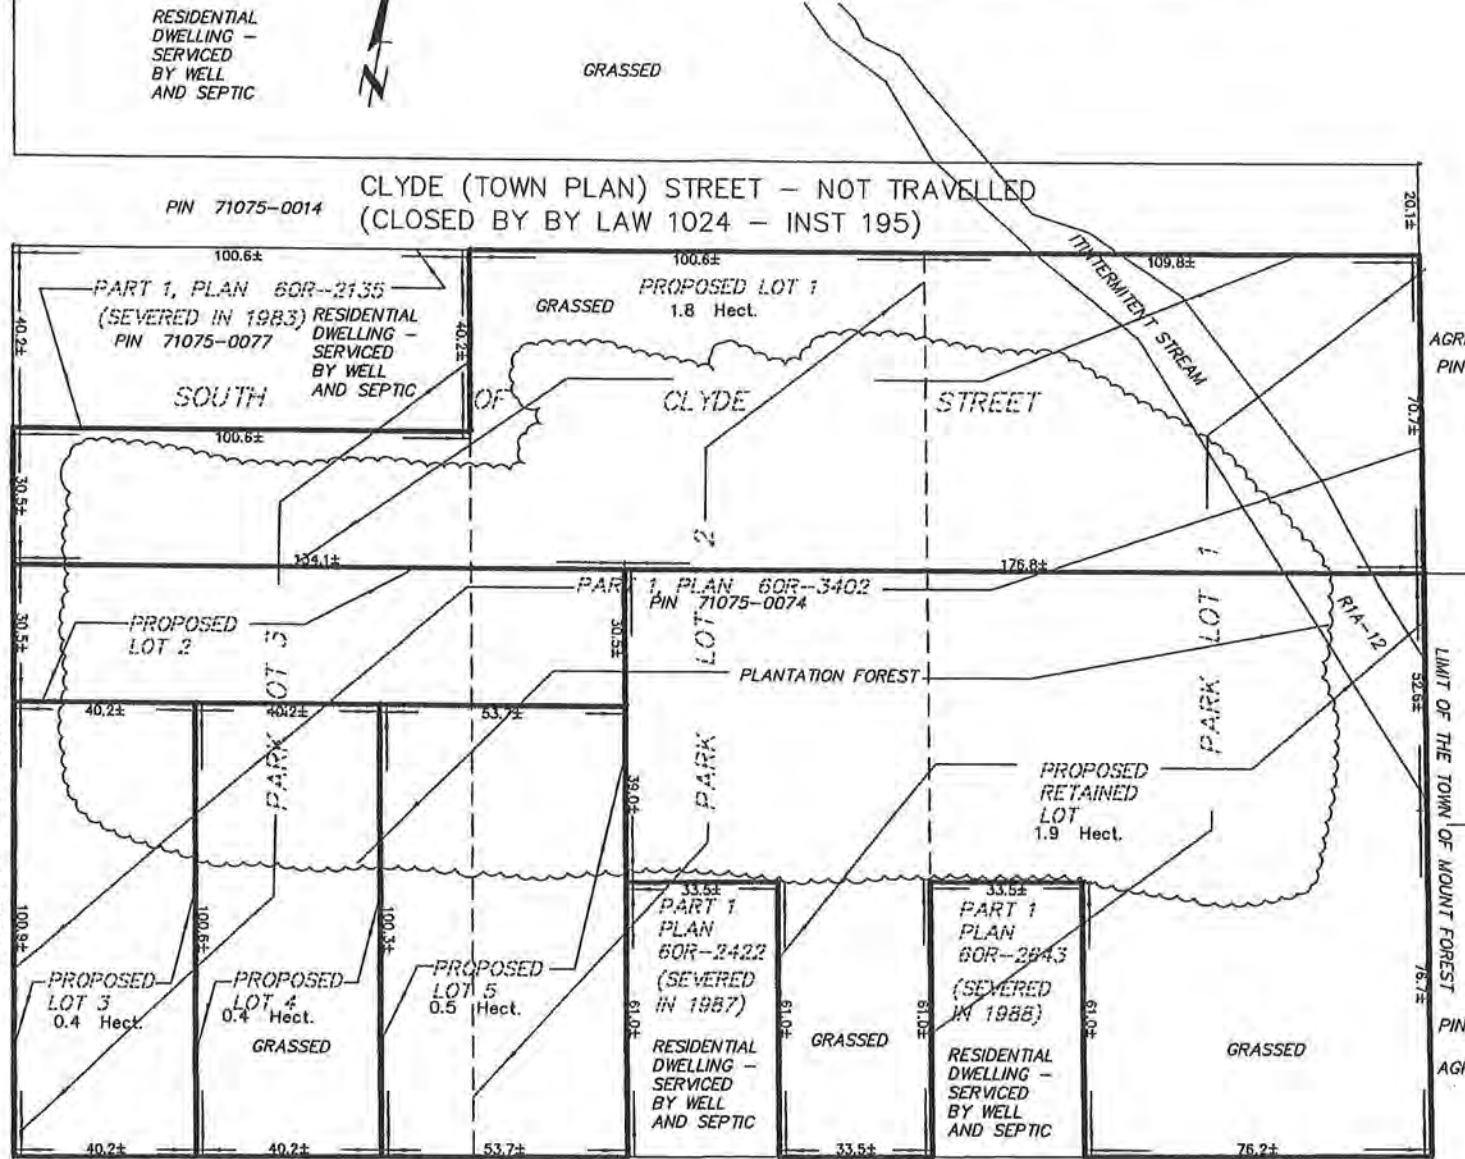 RESIDENTIAL
DWELLING –
SERVICED
BY WELL
AND SEPTIC
N
GRASSED
CLYDE (TOWN PLAN) STREET – NOT TRAVELLED
(CLOSED BY BY LAW 1024 – INST 195)
PIN 71075-0014
20.1±
100.6±
100.6±
109.8±
PART 1, PLAN 60R-2135
(SEVERED IN 1983)
PIN 71075-0077
RESIDENTIAL
DWELLING –
SERVICED
BY WELL
AND SEPTIC
40.2±
40.2±
GRASSED
PROPOSED LOT 1
1.8 Hect.
INTERMITENT STREAM
AGRI
PIN
70.7±
SOUTH OF CLYDE STREET
100.6±
30.5±
134.1±
176.8±
PART 1, PLAN 60R-3402
PIN 71075-0074
PROPOSED
LOT 2
30.5±
30.5±
PARK LOT 3
PARK LOT 2
PARK LOT 1
R1A-12
PLANTATION FOREST
52.6±
LIMIT OF THE TOWN OF MOUNT FOREST
40.2±
40.2±
53.7±
39.0±
PROPOSED
RETAINED
LOT
1.9 Hect.
33.5±
33.5±
100.9±
100.6±
100.3±
PROPOSED
LOT 3
0.4 Hect.
PROPOSED
LOT 4
0.4 Hect.
GRASSED
PROPOSED
LOT 5
0.5 Hect.
PART 1
PLAN
60R-2422
(SEVERED
IN 1987)
RESIDENTIAL
DWELLING –
SERVICED
BY WELL
AND SEPTIC
61.0±
61.0±
GRASSED
61.0±
PART 1
PLAN
60R-2643
(SEVERED
IN 1988)
RESIDENTIAL
DWELLING –
SERVICED
BY WELL
AND SEPTIC
61.0±
GRASSED
76.7±
PIN
AGI
40.2±
40.2±
53.7±
33.5±
76.2±